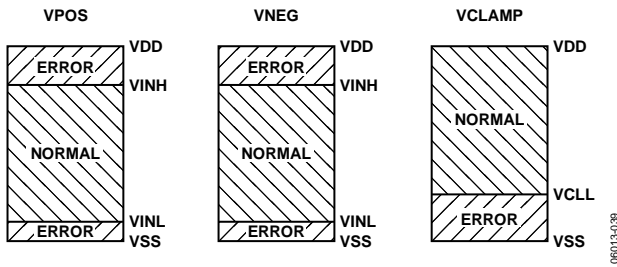 VPOS
VDD
ERROR
VINH
NORMAL
VINL
ERROR
VSS
VNEG
VDD
ERROR
VINH
NORMAL
VINL
ERROR
VSS
VCLAMP
VDD
NORMAL
VCLL
ERROR
VSS
06013-039